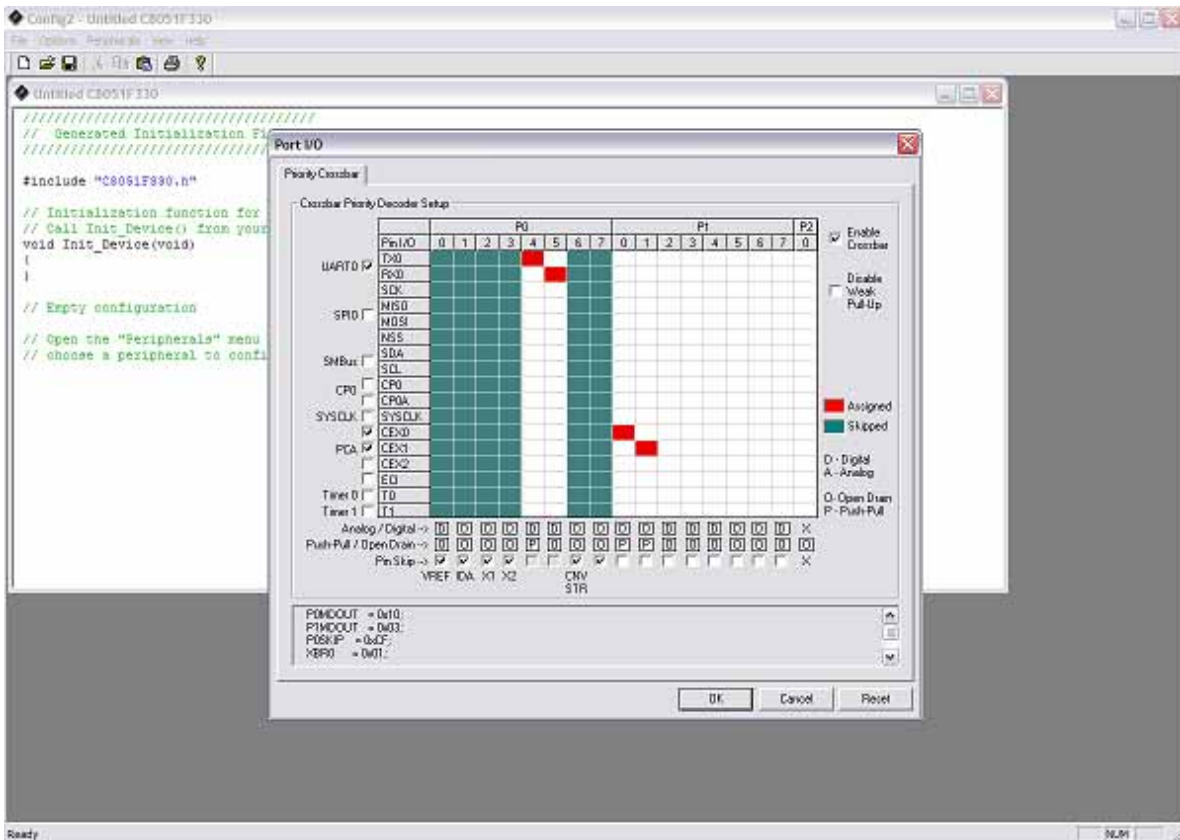 Config2 - Untitled C8051F330
File Options Peripherals View Help
Untitled C8051F330
////////////////////////////////////
// Generated Initialization Fi
//////////////////////////////
#include "C8051F330.h"
// Initialization function for
// Call Init_Device() from your
void Init_Device(void)
{
}
// Empty configuration
// Open the "Peripherals" menu
// choose a peripheral to confi
Port I/O
Priority Crossbar
Crossbar Priority Decoder Setup
P0 P1 P2
Pin I/O 0 1 2 3 4 5 6 7 0 1 2 3 4 5 6 7 0
UART0 TX0
RX0
SCK
SPI0 MISO
MOSI
NSS
SMBus SDA
SCL
CP0 CP0
CP0A
SYSCLK SYSCLK
CEX0
PCA CEX1
CEX2
ECI
Timer 0 T0
Timer 1 T1
Analog / Digital -> D D D D D D D D D D D D D D D D X
Push-Pull / Open Drain -> O O O O P O O O P P O O O O O O O
Pin Skip -> X
VREF IDA X1 X2 CNV
STR
Enable
Crossbar
Disable
Weak
Pull-Up
Assigned
Skipped
D - Digital
A - Analog
O - Open Drain
P - Push-Pull
P0MDOUT = 0x10;
P1MDOUT = 0x03;
P0SKIP = 0xCF;
XBR0 = 0x01;
OK Cancel Reset
Ready NUM